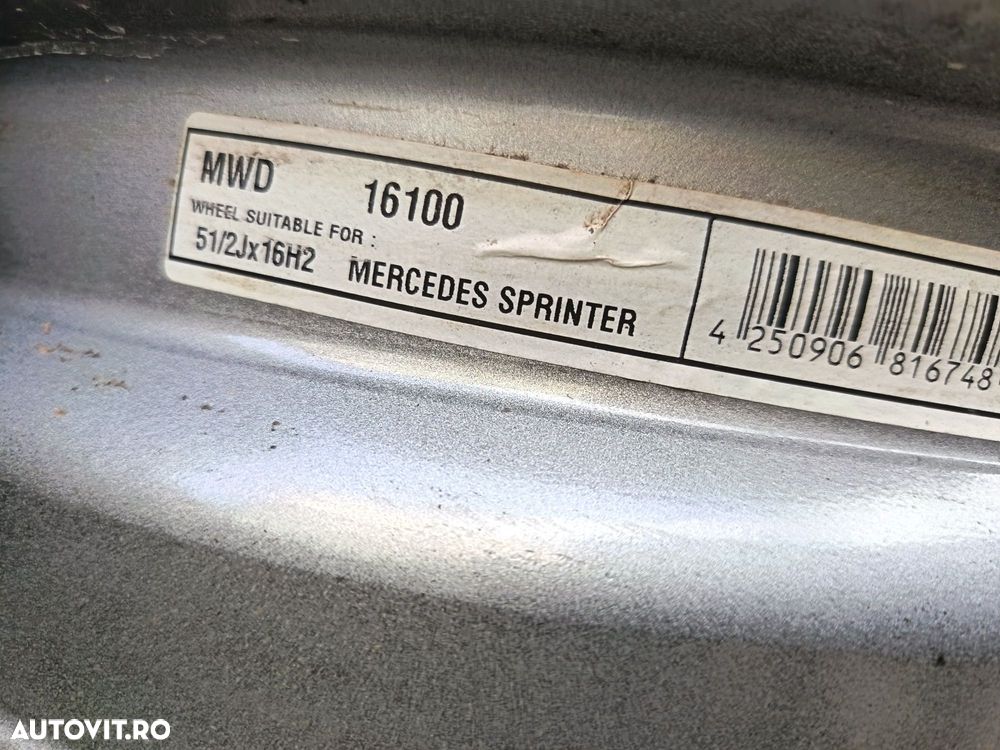 MWD 16100
WHEEL SUITABLE FOR :
51/2Jx16H2 MERCEDES SPRINTER
4 250906 816748
AUTOVIT.RO